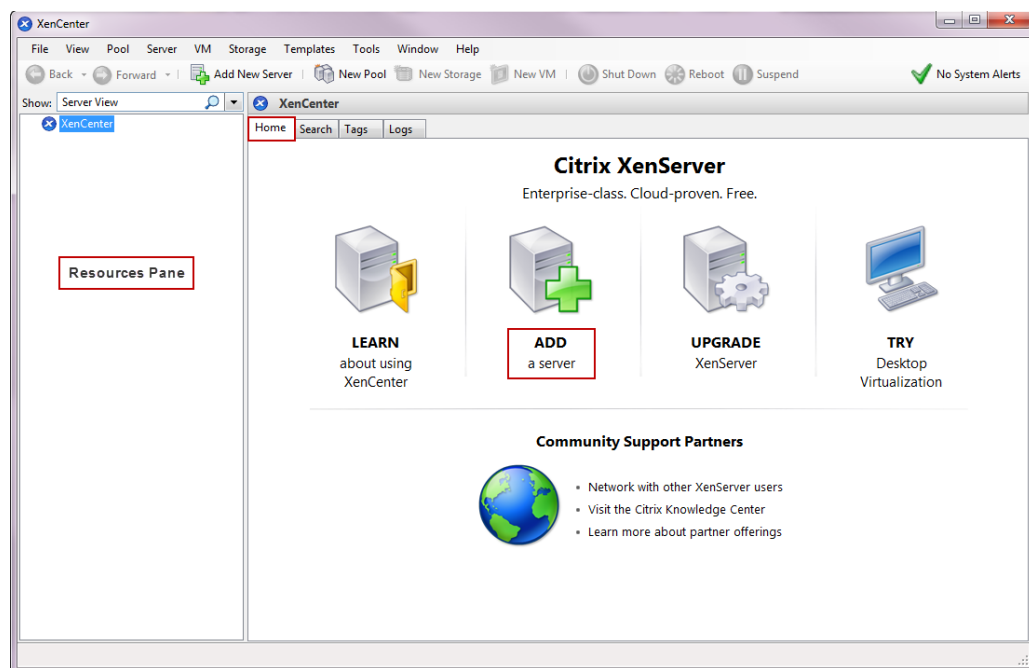 XenCenter
File View Pool Server VM Storage Templates Tools Window Help
Back Forward Add New Server New Pool New Storage New VM Shut Down Reboot Suspend No System Alerts
Show: Server View
XenCenter
Resources Pane
XenCenter
Home Search Tags Logs
Citrix XenServer
Enterprise-class. Cloud-proven. Free.
LEARN
about using
XenCenter
ADD
a server
UPGRADE
XenServer
TRY
Desktop
Virtualization
Community Support Partners
Network with other XenServer users
Visit the Citrix Knowledge Center
Learn more about partner offerings